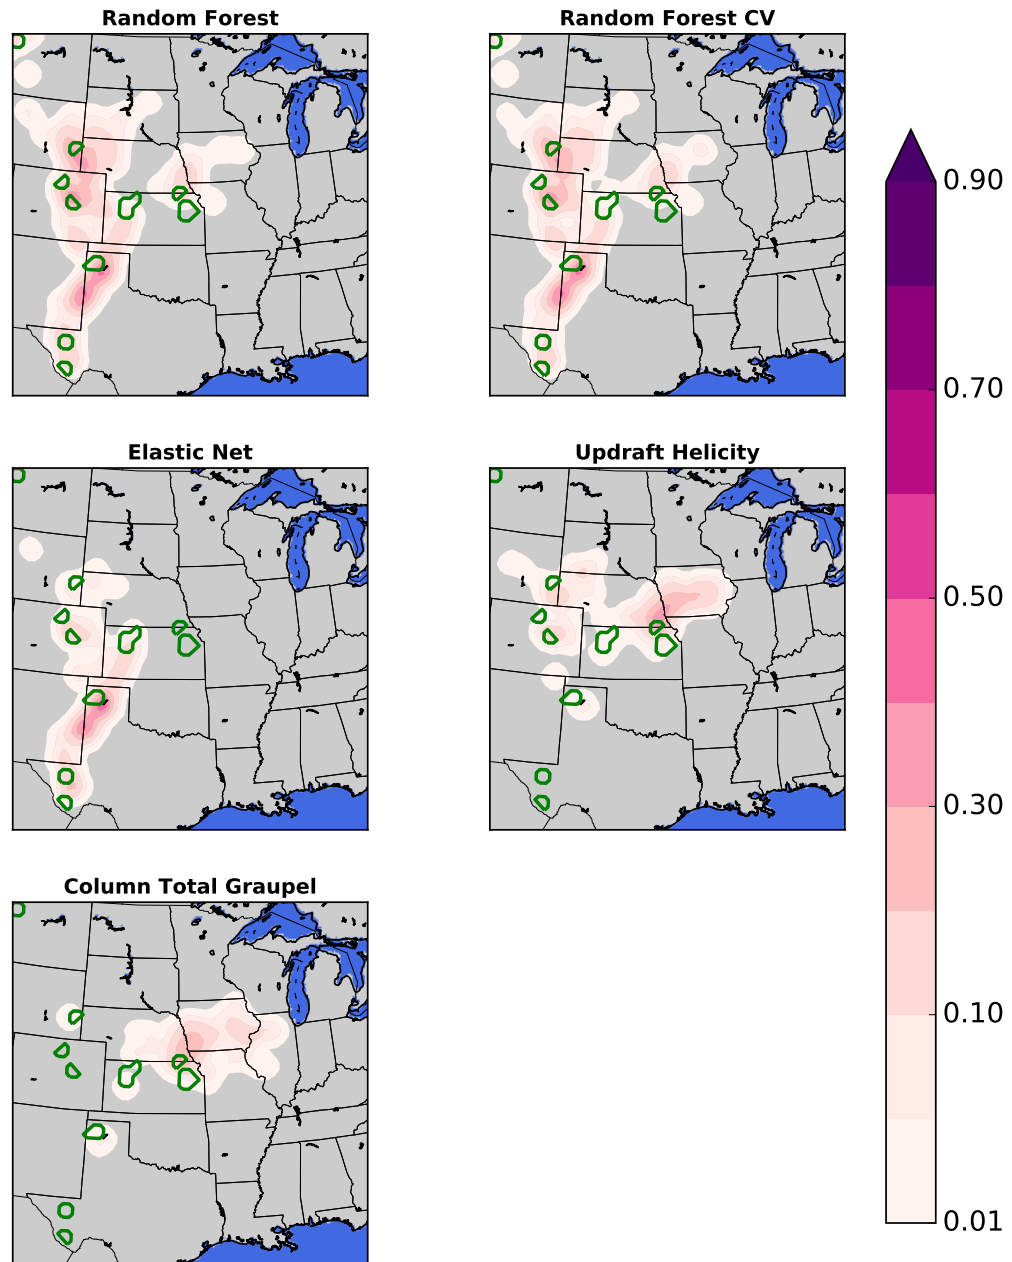 Random Forest
Random Forest CV
Elastic Net
Updraft Helicity
Column Total Graupel
0.90
0.70
0.50
0.30
0.10
0.01